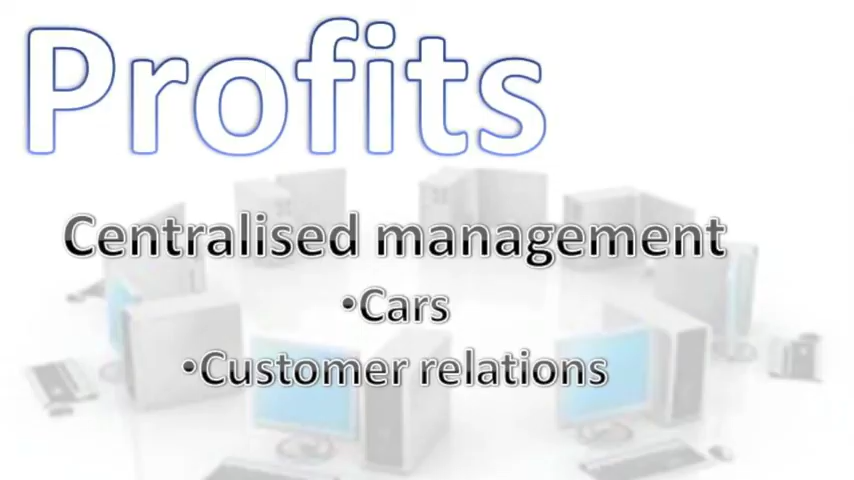 Profits
Centralised management
•Cars
•Customer relations